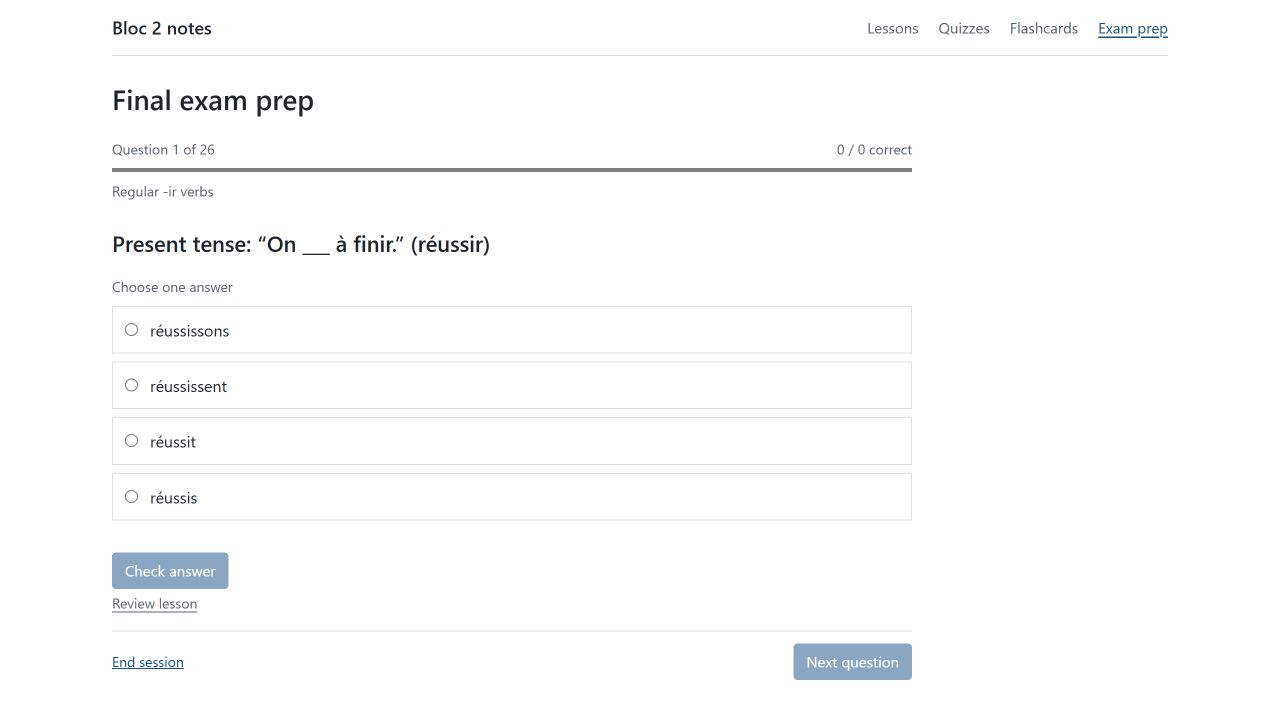 Bloc 2 notes
Lessons Quizzes Flashcards Exam prep
Final exam prep
Question 1 of 26 0 / 0 correct
Regular -ir verbs
Present tense: “On ___ à finir.” (réussir)
Choose one answer
réussissons
réussissent
réussit
réussis
Check answer
Review lesson
End session Next question